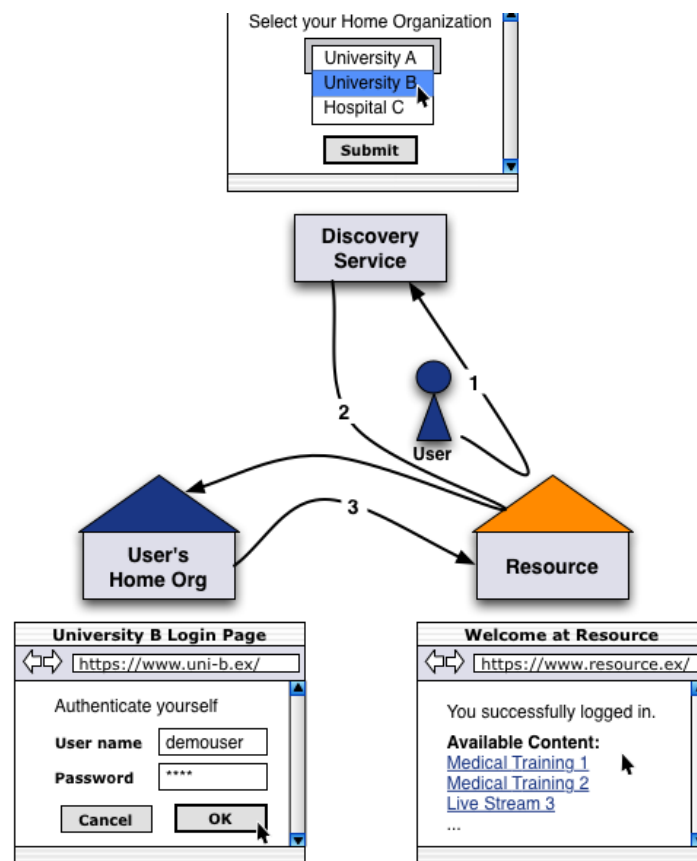 Select your Home Organization
University A
University B
Hospital C
Submit
Discovery
Service
1
2
User
3
User's
Home Org
Resource
University B Login Page
https://www.uni-b.ex/
Authenticate yourself
User name demouser
Password ****
Cancel OK
Welcome at Resource
https://www.resource.ex/
You successfully logged in.
Available Content:
Medical Training 1
Medical Training 2
Live Stream 3
...